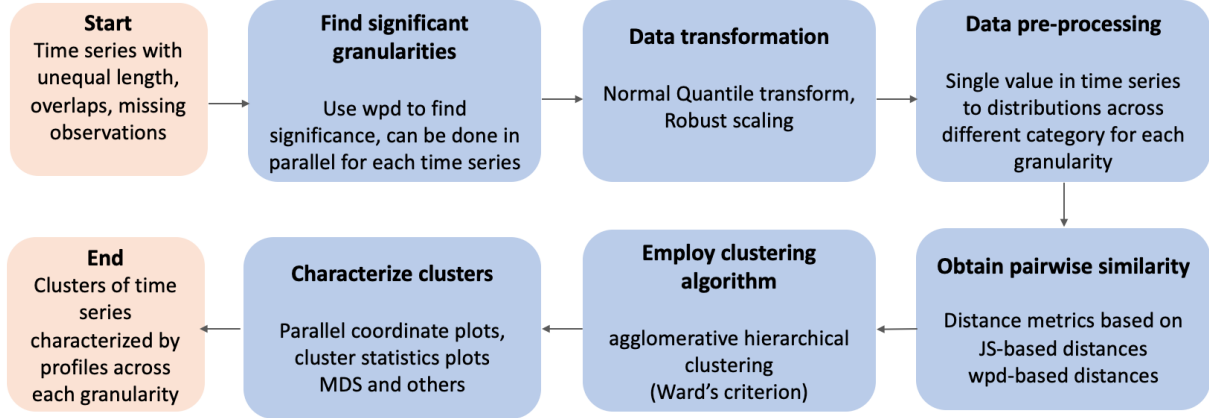 Start
Time series with
unequal length,
overlaps, missing
observations
Find significant
granularities
Use wpd to find
significance, can be done in
parallel for each time series
Data transformation
Normal Quantile transform,
Robust scaling
Data pre-processing
Single value in time series
to distributions across
different category for each
granularity
Obtain pairwise similarity
Distance metrics based on
JS-based distances
wpd-based distances
Employ clustering
algorithm
agglomerative hierarchical
clustering
(Ward's criterion)
Characterize clusters
Parallel coordinate plots,
cluster statistics plots
MDS and others
End
Clusters of time
series
characterized by
profiles across
each granularity